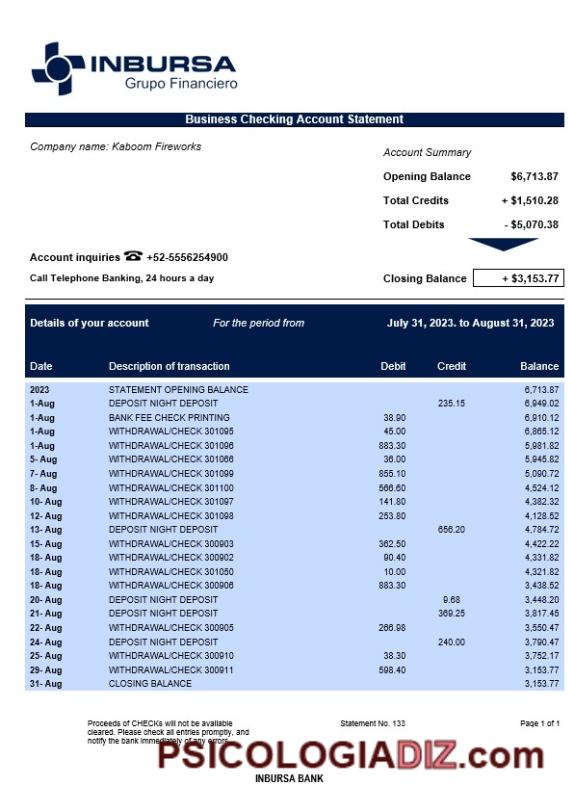 INBURSA
Grupo Financiero
Business Checking Account Statement
Company name: Kaboom Fireworks
Account Summary
Opening Balance $6,713.87
Total Credits + $1,510.28
Total Debits - $5,070.38
Account inquiries ☎ +52-5556254900
Call Telephone Banking, 24 hours a day
Closing Balance + $3,153.77
Details of your account For the period from July 31, 2023. to August 31, 2023
Date Description of transaction Debit Credit Balance
2023 STATEMENT OPENING BALANCE 6,713.87
1-Aug DEPOSIT NIGHT DEPOSIT 235.15 6,949.02
1-Aug BANK FEE CHECK PRINTING 38.90 6,910.12
1-Aug WITHDRAWAL/CHECK 301095 45.00 6,865.12
1-Aug WITHDRAWAL/CHECK 301096 883.30 5,981.82
5- Aug WITHDRAWAL/CHECK 301066 36.00 5,945.82
7- Aug WITHDRAWAL/CHECK 301099 855.10 5,090.72
8- Aug WITHDRAWAL/CHECK 301100 566.60 4,524.12
10- Aug WITHDRAWAL/CHECK 301097 141.80 4,382.32
12- Aug WITHDRAWAL/CHECK 301098 253.80 4,128.52
13- Aug DEPOSIT NIGHT DEPOSIT 656.20 4,784.72
15- Aug WITHDRAWAL/CHECK 300903 362.50 4,422.22
18- Aug WITHDRAWAL/CHECK 300902 90.40 4,331.82
18- Aug WITHDRAWAL/CHECK 301050 10.00 4,321.82
18- Aug WITHDRAWAL/CHECK 300906 883.30 3,438.52
20- Aug DEPOSIT NIGHT DEPOSIT 9.68 3,448.20
21- Aug DEPOSIT NIGHT DEPOSIT 369.25 3,817.45
22- Aug WITHDRAWAL/CHECK 300905 266.98 3,550.47
24- Aug DEPOSIT NIGHT DEPOSIT 240.00 3,790.47
25- Aug WITHDRAWAL/CHECK 300910 38.30 3,752.17
29- Aug WITHDRAWAL/CHECK 300911 598.40 3,153.77
31- Aug CLOSING BALANCE 3,153.77
Proceeds of CHECKs will not be available
cleared. Please check all entries promptly, and
notify the bank immediately of any errors
Statement No. 133
Page 1 of 1
PSICOLOGIADIZ.com
INBURSA BANK